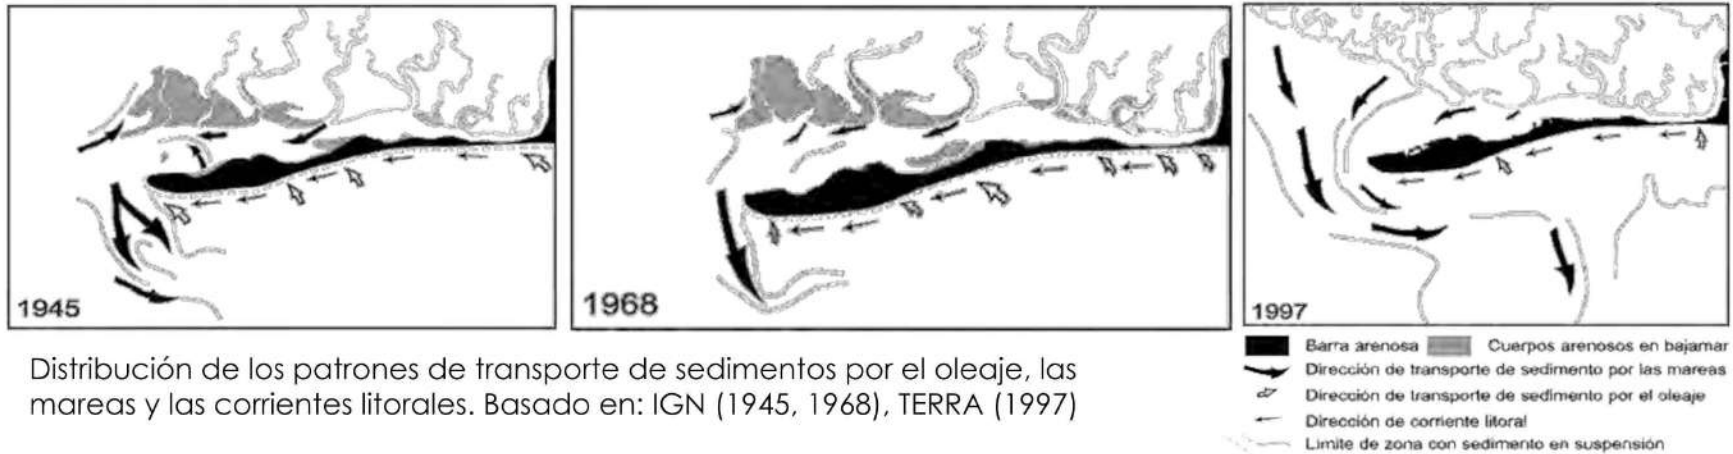 1945
1968
1997
Distribución de los patrones de transporte de sedimentos por el oleaje, las
mareas y las corrientes litorales. Basado en: IGN (1945, 1968), TERRA (1997)
Barra arenosa Cuerpos arenosos en bajamar
Dirección de transporte de sedimento por las mareas
Dirección de transporte de sedimento por el oleaje
Dirección de corriente litoral
Limite de zona con sedimento en suspensión